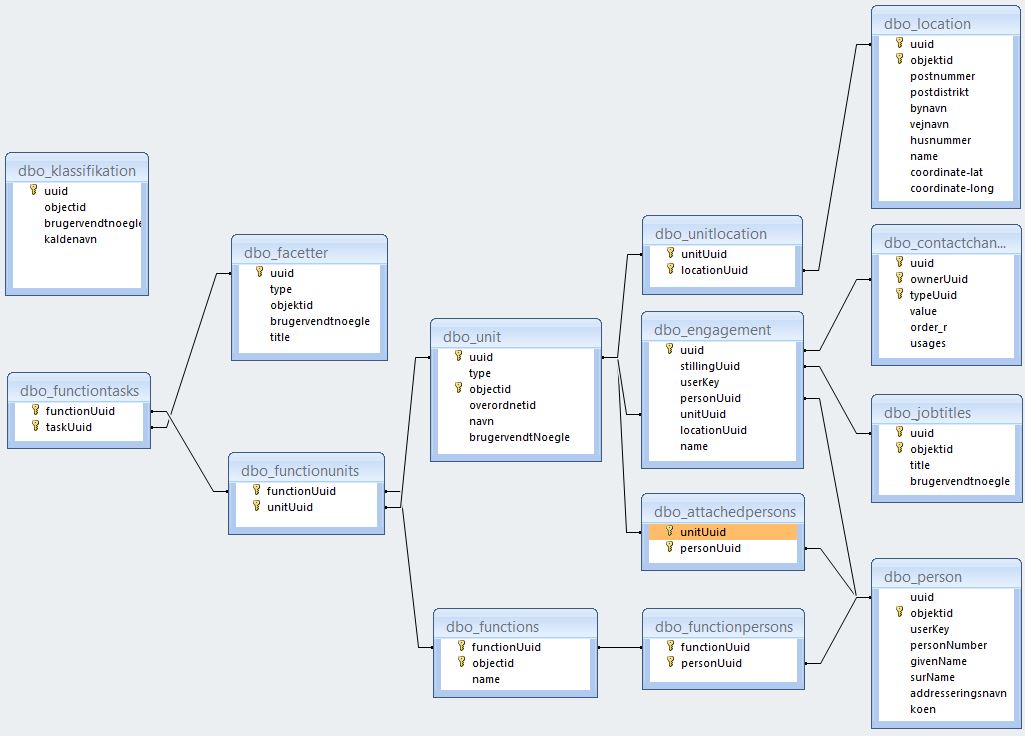 dbo_klassifikation
uuid
objectid
brugervendtnoegle
kaldenavn
dbo_functiontasks
functionUuid
taskUuid
dbo_facetter
uuid
type
objektid
brugervendtnoegle
title
dbo_functionunits
functionUuid
unitUuid
dbo_unit
uuid
type
objectid
overordnetid
navn
brugervendtNoegle
dbo_functions
functionUuid
objectid
name
dbo_unitlocation
unitUuid
locationUuid
dbo_engagement
uuid
stillingUuid
userKey
personUuid
unitUuid
locationUuid
name
dbo_attachedpersons
unitUuid
personUuid
dbo_functionpersons
functionUuid
personUuid
dbo_location
uuid
objektid
postnummer
postdistrikt
bynavn
vejnavn
husnummer
name
coordinate-lat
coordinate-long
dbo_contactchan...
uuid
ownerUuid
typeUuid
value
order_r
usages
dbo_jobtitles
uuid
objektid
title
brugervendtnoegle
dbo_person
uuid
objektid
userKey
personNumber
givenName
surName
addresseringsnavn
koen